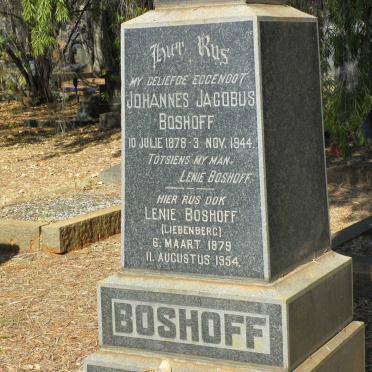 Hier Rus
MY GELIEFDE EGGENOOT
JOHANNES JACOBUS
BOSHOFF
10 JULIE 1878 - 3 NOV. 1944.
TOTSIENS MY MAN.
LENIE BOSHOFF.
HIER RUS OOK
LENIE BOSHOFF
(LIEBENBERG)
6. MAART 1879
11. AUGUSTUS 1954.
BOSHOFF